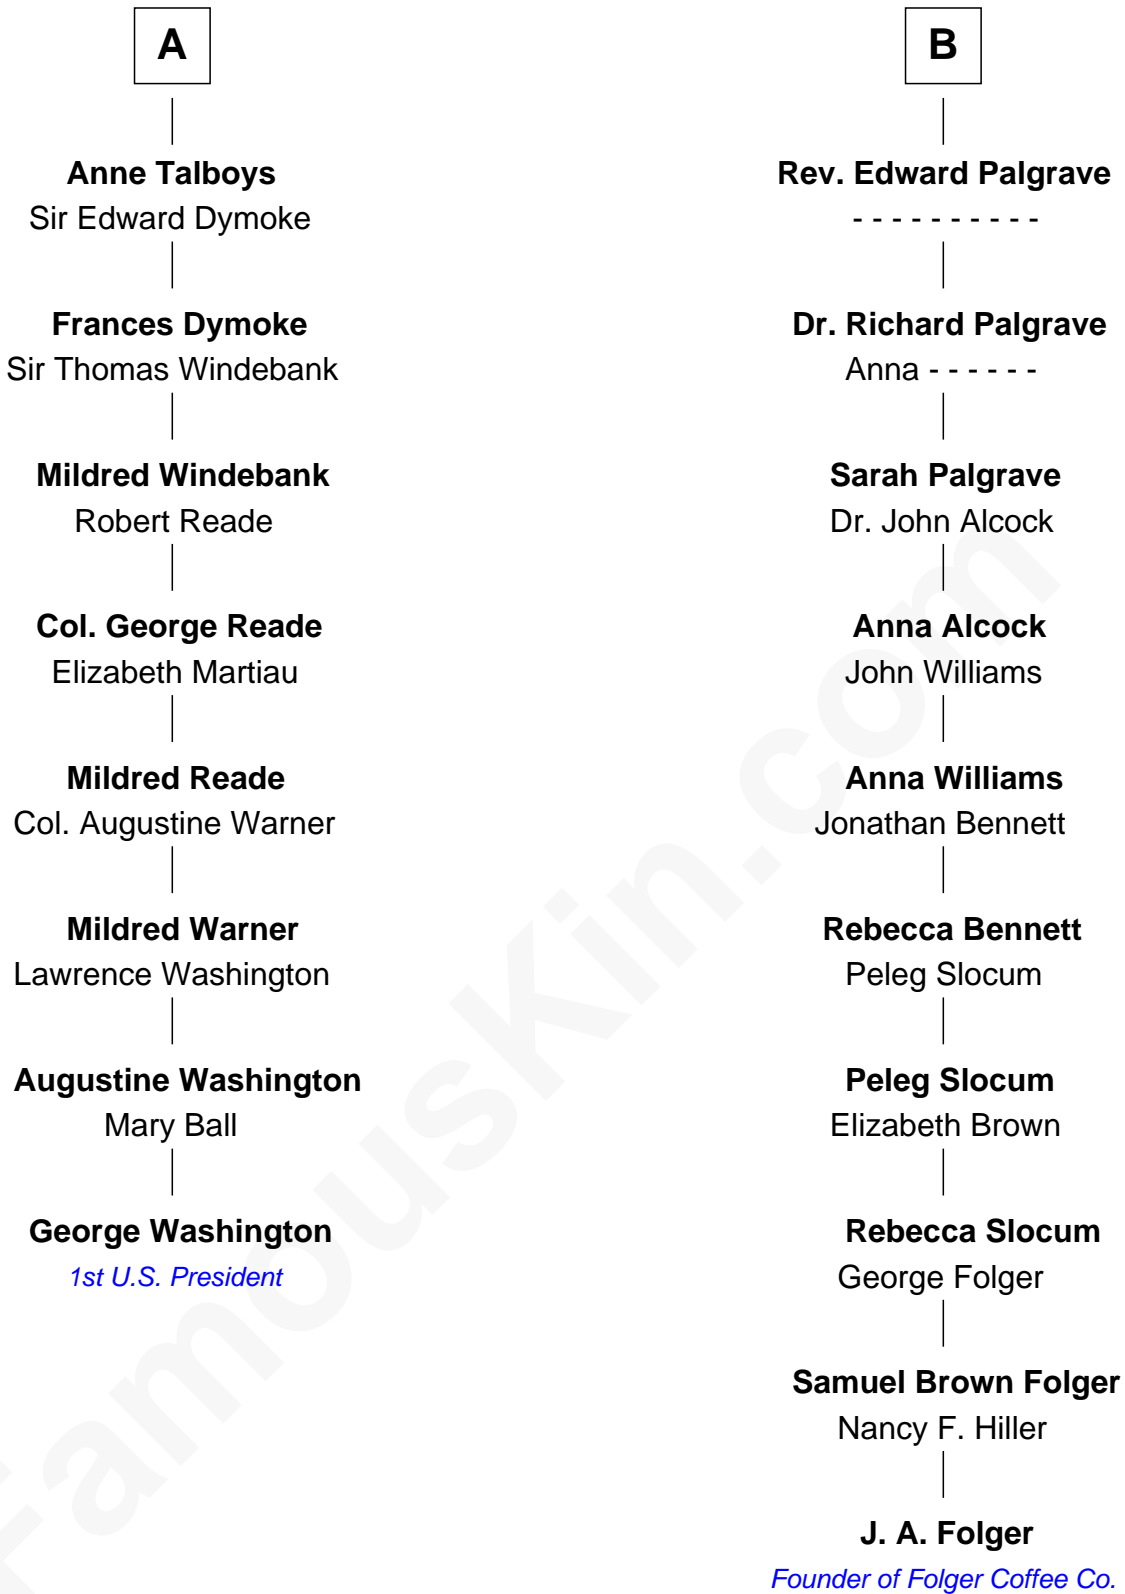 A
Anne Talboys
Sir Edward Dymoke
Frances Dymoke
Sir Thomas Windebank
Mildred Windebank
Robert Reade
Col. George Reade
Elizabeth Martiau
Mildred Reade
Col. Augustine Warner
Mildred Warner
Lawrence Washington
Augustine Washington
Mary Ball
George Washington
1st U.S. President
B
Rev. Edward Palgrave
- - - - - - - - - -
Dr. Richard Palgrave
Anna - - - - - -
Sarah Palgrave
Dr. John Alcock
Anna Alcock
John Williams
Anna Williams
Jonathan Bennett
Rebecca Bennett
Peleg Slocum
Peleg Slocum
Elizabeth Brown
Rebecca Slocum
George Folger
Samuel Brown Folger
Nancy F. Hiller
J. A. Folger
Founder of Folger Coffee Co.
FamousKin.com